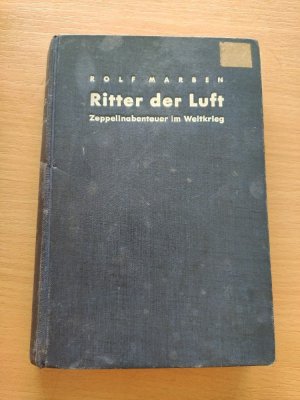 ROLF MARBEN
Ritter der Luft
Zeppelinabenteuer im Weltkrieg